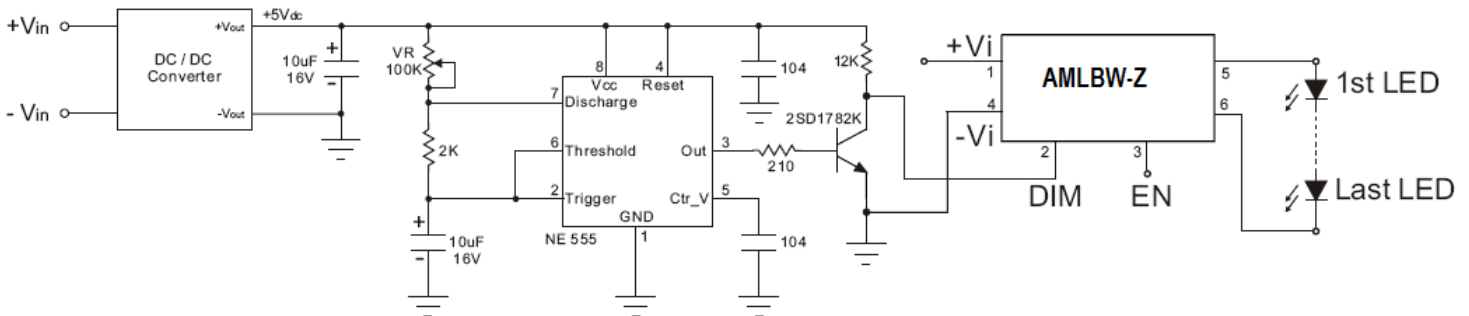 +Vin
- Vin
DC / DC
Converter
+Vout
-Vout
+5Vdc
10uF
16V
+
-
VR
100K
2K
+
-
10uF
16V
8
Vcc
4
Reset
7
Discharge
6
Threshold
2
Trigger
Out
3
Ctr_V
5
GND
1
NE 555
104
104
210
12K
2SD1782K
+Vi
1
4
-Vi
AMLBW-Z
2
3
DIM
EN
5
6
1st LED
Last LED